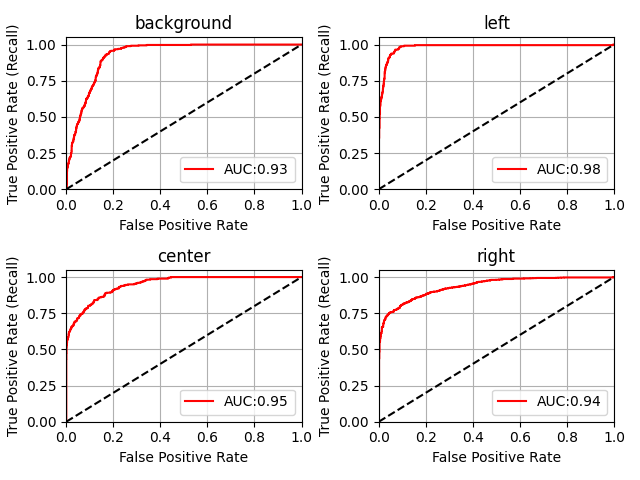 background
True Positive Rate (Recall)
1.00
0.75
0.50
0.25
0.00
AUC:0.93
0.0 0.2 0.4 0.6 0.8 1.0
False Positive Rate
left
True Positive Rate (Recall)
1.00
0.75
0.50
0.25
0.00
AUC:0.98
0.0 0.2 0.4 0.6 0.8 1.0
False Positive Rate
center
True Positive Rate (Recall)
1.00
0.75
0.50
0.25
0.00
AUC:0.95
0.0 0.2 0.4 0.6 0.8 1.0
False Positive Rate
right
True Positive Rate (Recall)
1.00
0.75
0.50
0.25
0.00
AUC:0.94
0.0 0.2 0.4 0.6 0.8 1.0
False Positive Rate